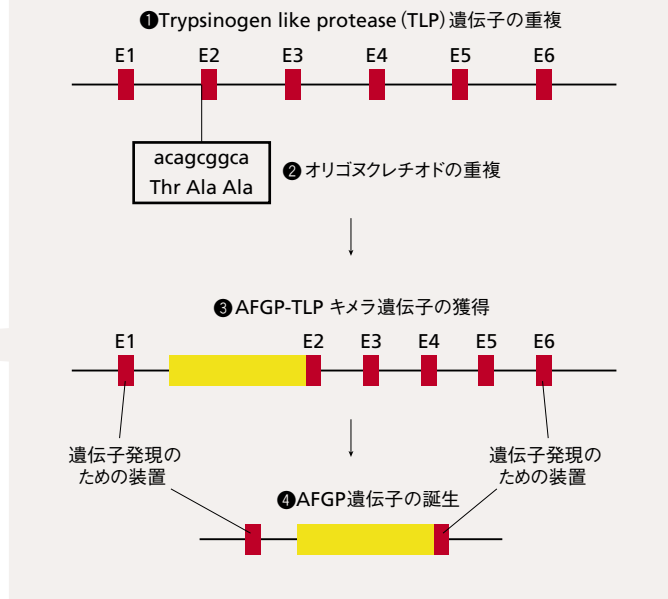 ❶Trypsinogen like protease (TLP) 遺伝子の重複
E1 E2 E3 E4 E5 E6
acagcggca
Thr Ala Ala
❷オリゴヌクレチオドの重複
❸AFGP-TLP キメラ遺伝子の獲得
E1 E2 E3 E4 E5 E6
遺伝子発現の
ための装置
遺伝子発現の
ための装置
❹AFGP遺伝子の誕生